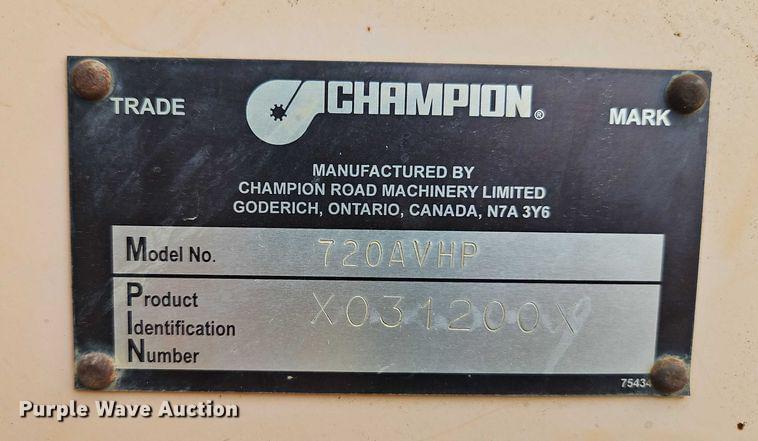 TRADE CHAMPION® MARK
MANUFACTURED BY
CHAMPION ROAD MACHINERY LIMITED
GODERICH, ONTARIO, CANADA, N7A 3Y6
Model No. 720AVHP
Product X031200X
Identification
Number
Purple Wave Auction